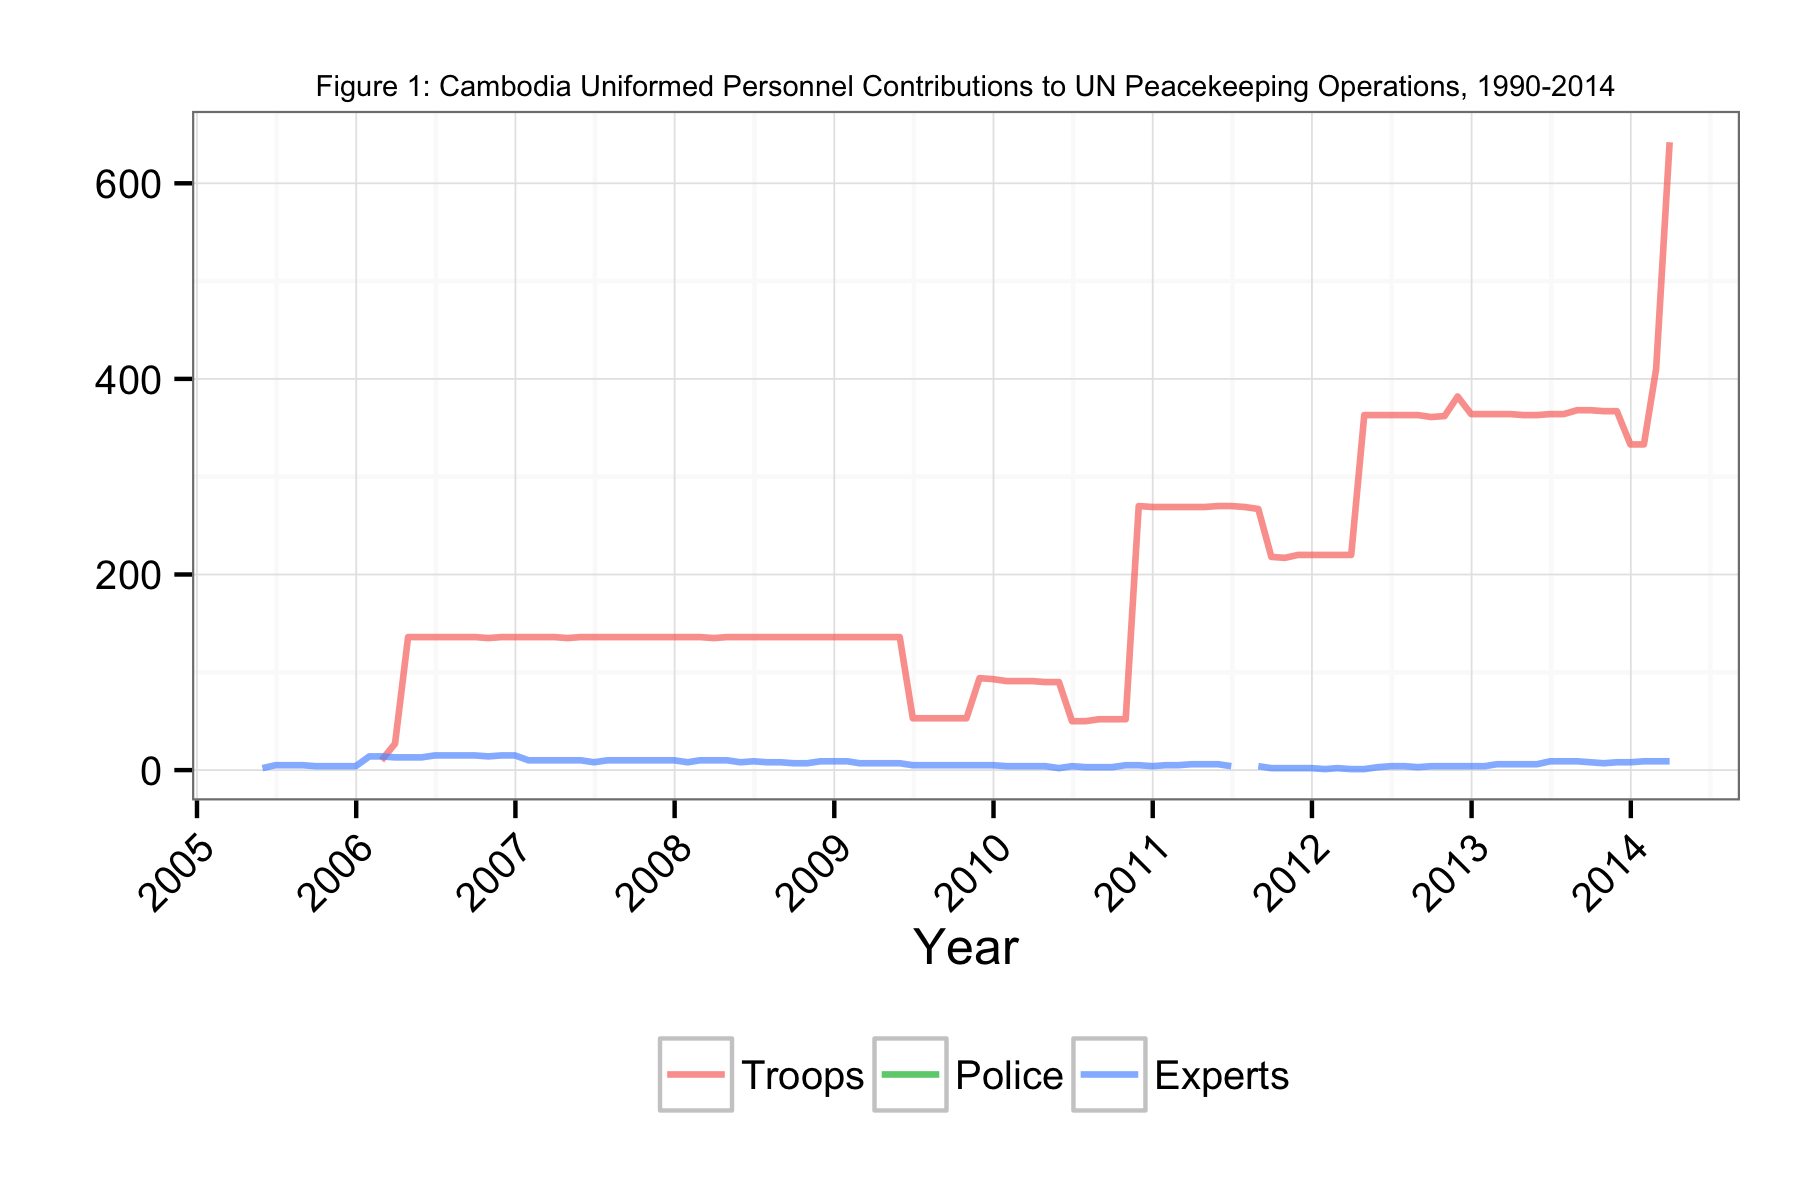 Figure 1: Cambodia Uniformed Personnel Contributions to UN Peacekeeping Operations, 1990-2014
600
400
200
0
2005 2006 2007 2008 2009 2010 2011 2012 2013 2014
Year
Troops Police Experts